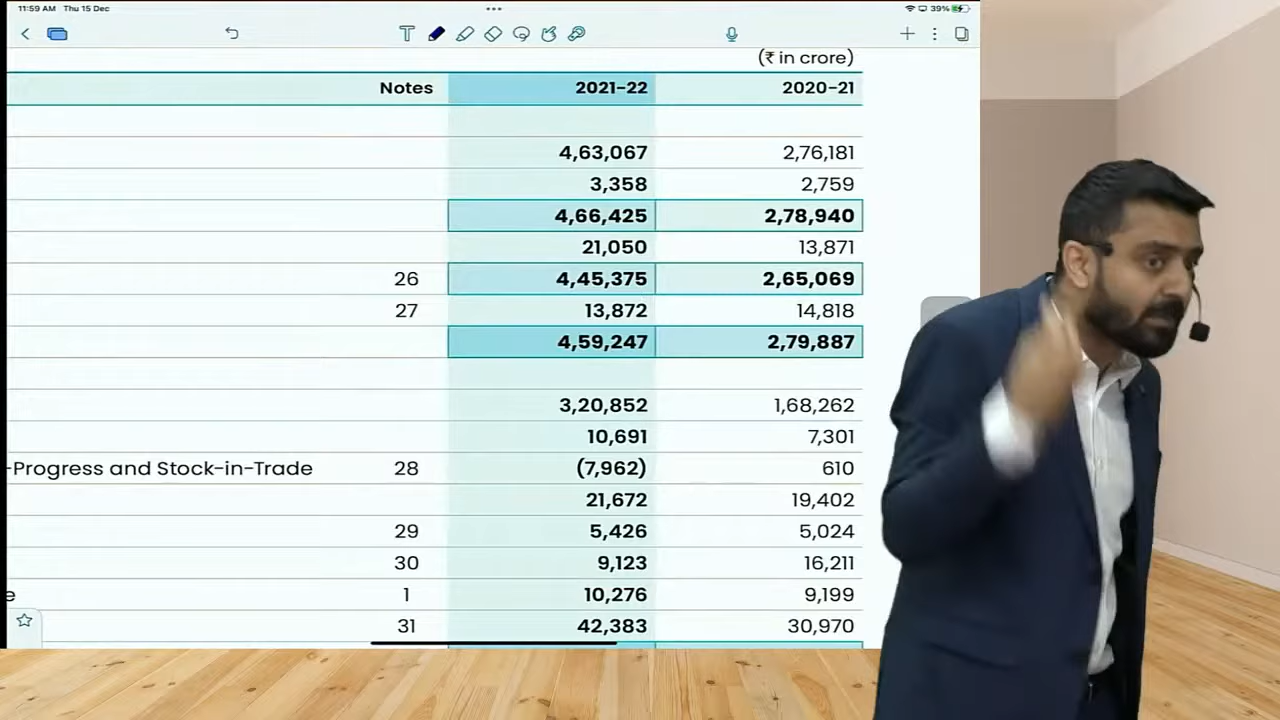 11:59 AM Thu 15 Dec
39%
T
(₹ in crore)
Notes 2021-22 2020-21
4,63,067 2,76,181
3,358 2,759
4,66,425 2,78,940
21,050 13,871
26 4,45,375 2,65,069
27 13,872 14,818
4,59,247 2,79,887
3,20,852 1,68,262
10,691 7,301
-Progress and Stock-in-Trade 28 (7,962) 610
21,672 19,402
29 5,426 5,024
30 9,123 16,211
e 1 10,276 9,199
31 42,383 30,970